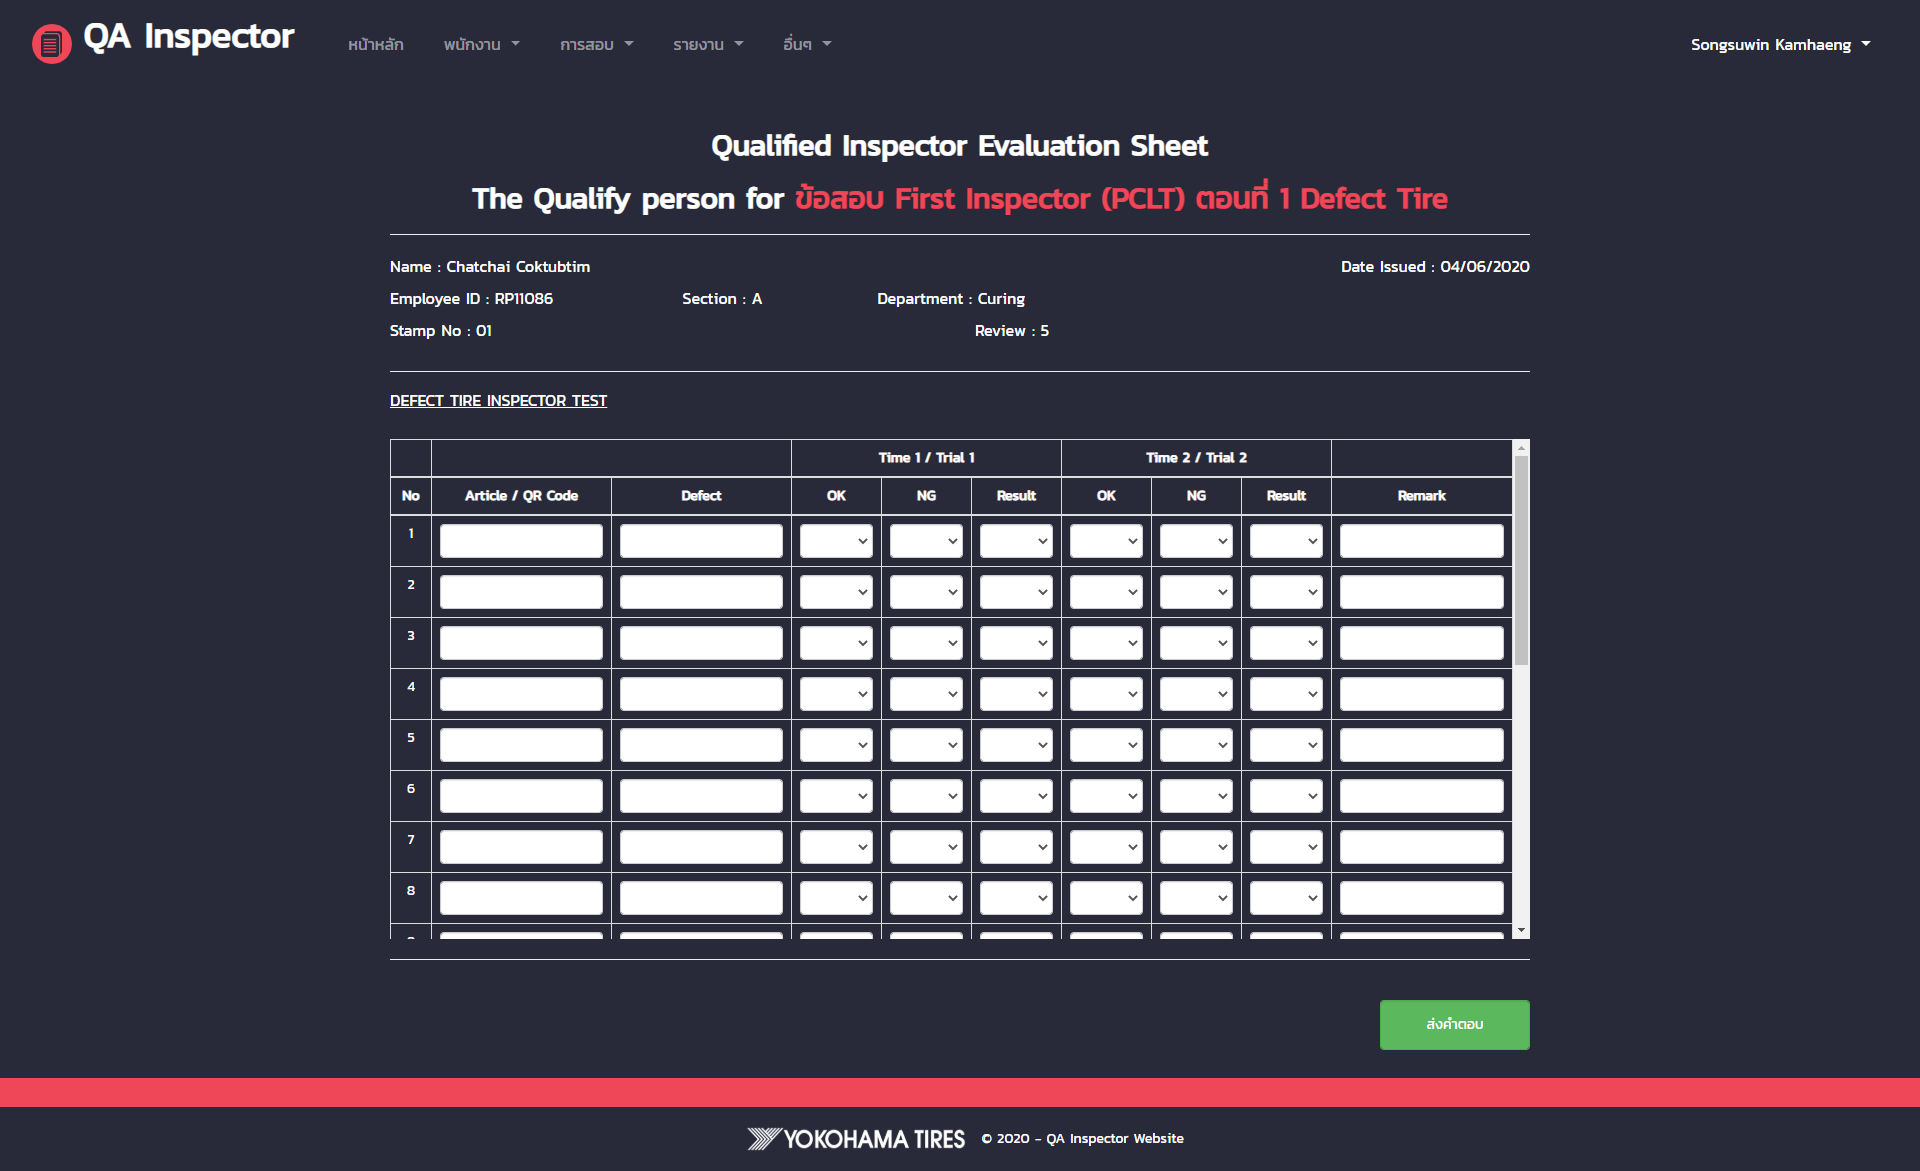 QA Inspector
หน้าหลัก พนักงาน การสอบ รายงาน อื่นๆ
Songsuwin Kamhaeng
Qualified Inspector Evaluation Sheet
The Qualify person for ข้อสอบ First Inspector (PCLT) ตอนที่ 1 Defect Tire
Name : Chatchai Coktubtim
Date Issued : 04/06/2020
Employee ID : RP11086
Section : A
Department : Curing
Stamp No : 01
Review : 5
DEFECT TIRE INSPECTOR TEST
Time 1 / Trial 1 Time 2 / Trial 2
No Article / QR Code Defect OK NG Result OK NG Result Remark
1
2
3
4
5
6
7
8
ส่งคำตอบ
YOKOHAMA TIRES © 2020 - QA Inspector Website